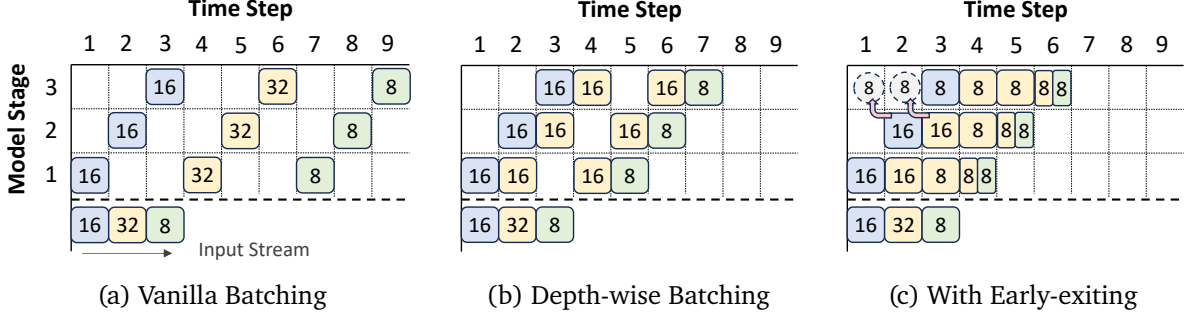 Time Step
1 2 3 4 5 6 7 8 9
Model Stage
3 16 32 8
2 16 32 8
1 16 32 8
16 32 8
Input Stream
(a) Vanilla Batching
Time Step
1 2 3 4 5 6 7 8 9
16 16 16 8
16 16 16 8
16 16 16 8
16 32 8
(b) Depth-wise Batching
Time Step
1 2 3 4 5 6 7 8 9
8 8 8 8 8 8 8
16 16 8 8 8
16 16 8 8 8
16 32 8
(c) With Early-exiting